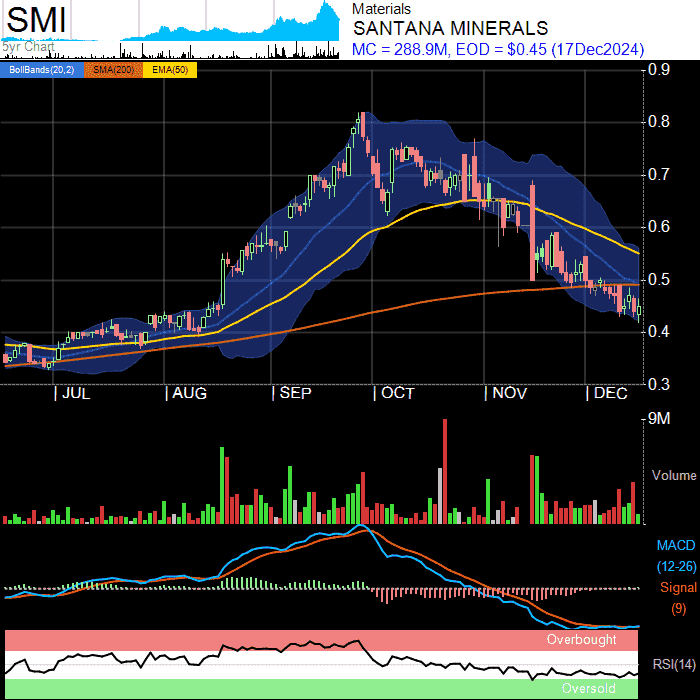 SMI
5yr Chart
Materials
SANTANA MINERALS
MC = 288.9M, EOD = $0.45 (17Dec2024)
BollBands(20,2) SMA(200) EMA(50)
0.9
0.8
0.7
0.6
0.5
0.4
0.3
JUL AUG SEP OCT NOV DEC
9M
Volume
MACD
(12-26)
Signal
(9)
Overbought
RSI(14)
Oversold